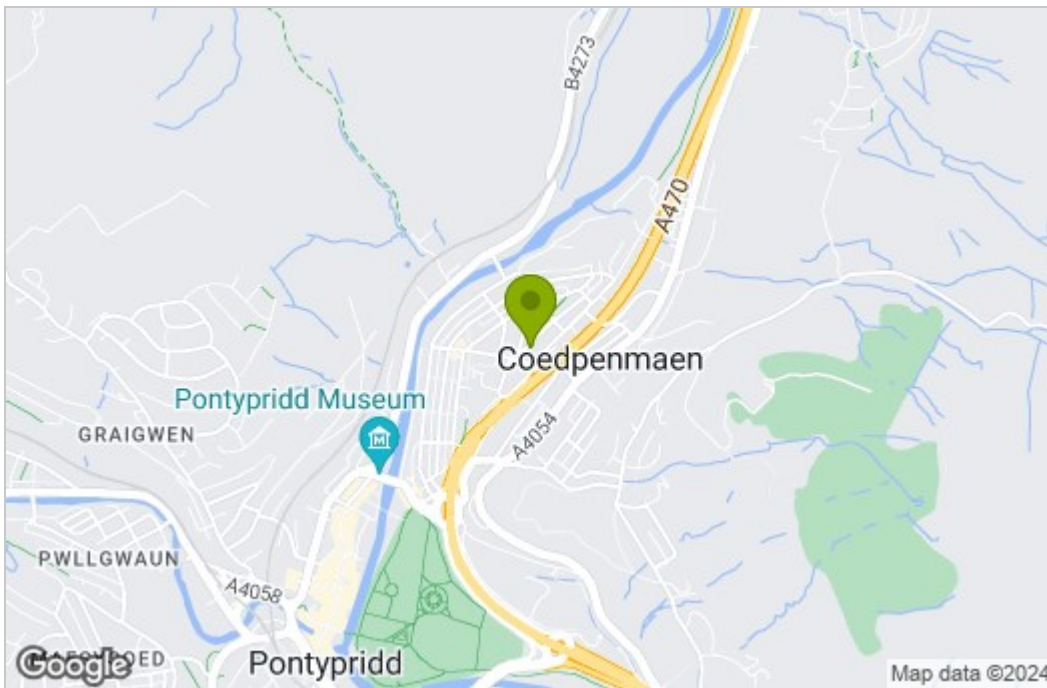 B4273
A470
Coedpenmaen
Pontypridd Museum
M
GRAIGWEN
A4054
PWLLGWAUN
A4058
Google
Pontypridd
Map data ©2024